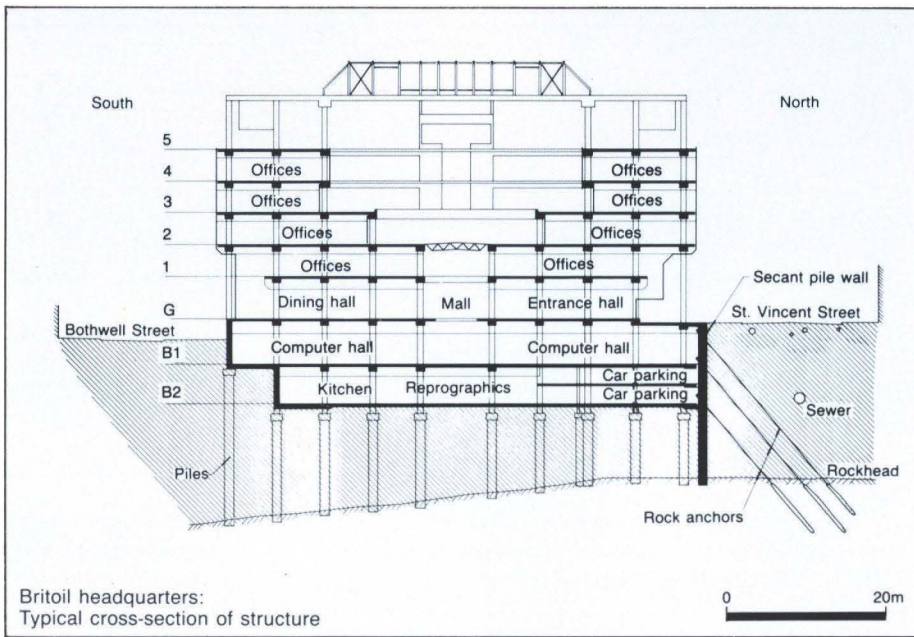 South
North
5
Offices
Offices
4
Offices
Offices
3
Offices
Offices
2
Offices
Offices
1
Secant pile wall
Dining hall
Mall
Entrance hall
G
St. Vincent Street
Bothwell Street
Computer hall
Computer hall
B1
Car parking
Kitchen
Reprographics
B2
Car parking
Sewer
Piles
Rockhead
Rock anchors
Britoil headquarters:
Typical cross-section of structure
0
20m